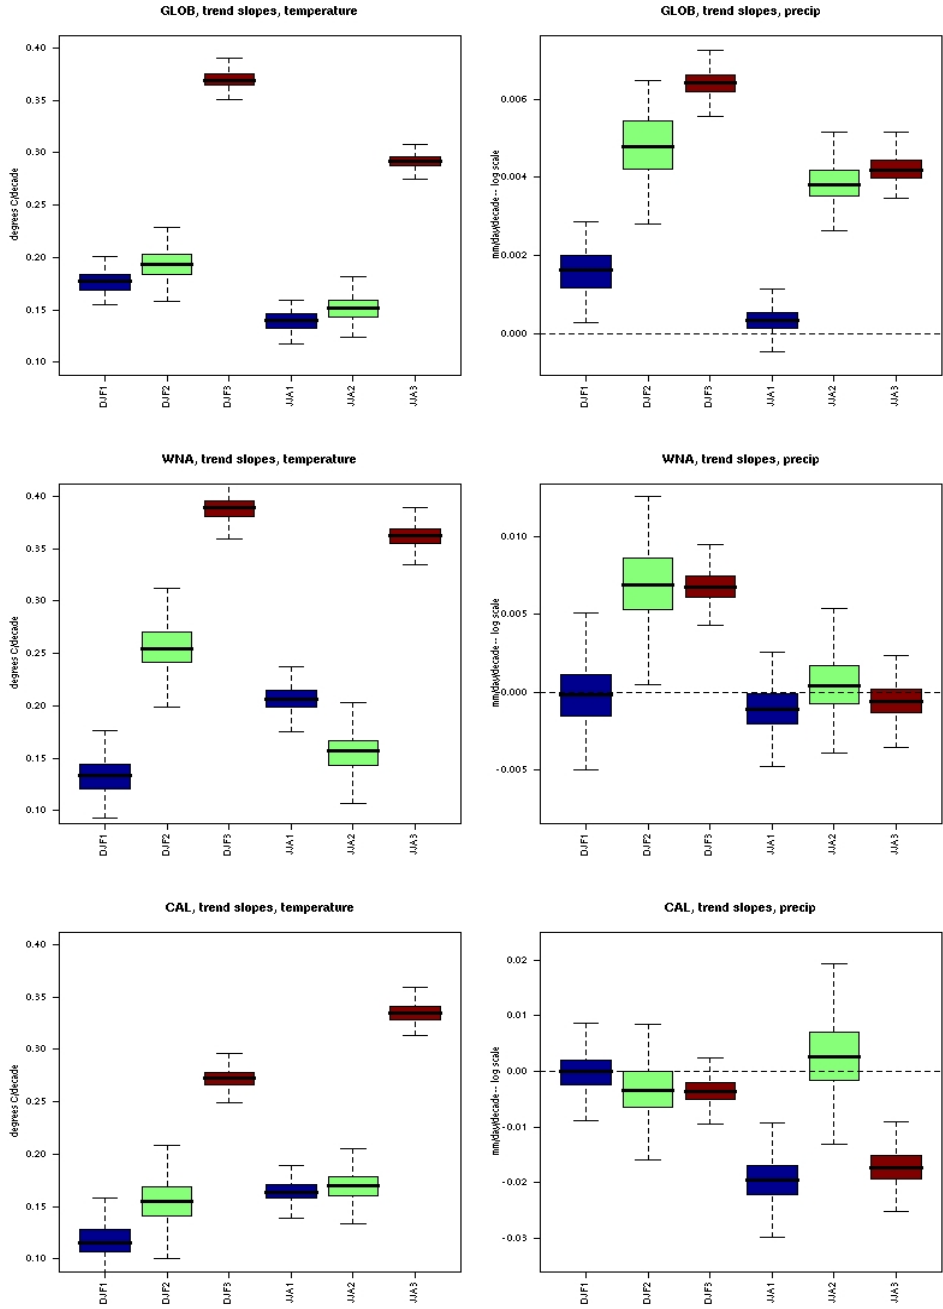 GLOB, trend slopes, temperature
degrees C/decade
0.40
0.35
0.30
0.25
0.20
0.15
0.10
DJF1
DJF2
DJF3
JJA1
JJA2
JJA3
GLOB, trend slopes, precip
mm/day/decade-- log scale
0.006
0.004
0.002
0.000
DJF1
DJF2
DJF3
JJA1
JJA2
JJA3
WNA, trend slopes, temperature
degrees C/decade
0.40
0.35
0.30
0.25
0.20
0.15
0.10
DJF1
DJF2
DJF3
JJA1
JJA2
JJA3
WNA, trend slopes, precip
mm/day/decade-- log scale
0.010
0.005
0.000
-0.005
DJF1
DJF2
DJF3
JJA1
JJA2
JJA3
CAL, trend slopes, temperature
degrees C/decade
0.40
0.35
0.30
0.25
0.20
0.15
0.10
DJF1
DJF2
DJF3
JJA1
JJA2
JJA3
CAL, trend slopes, precip
mm/day/decade-- log scale
0.02
0.01
0.00
-0.01
-0.02
-0.03
DJF1
DJF2
DJF3
JJA1
JJA2
JJA3